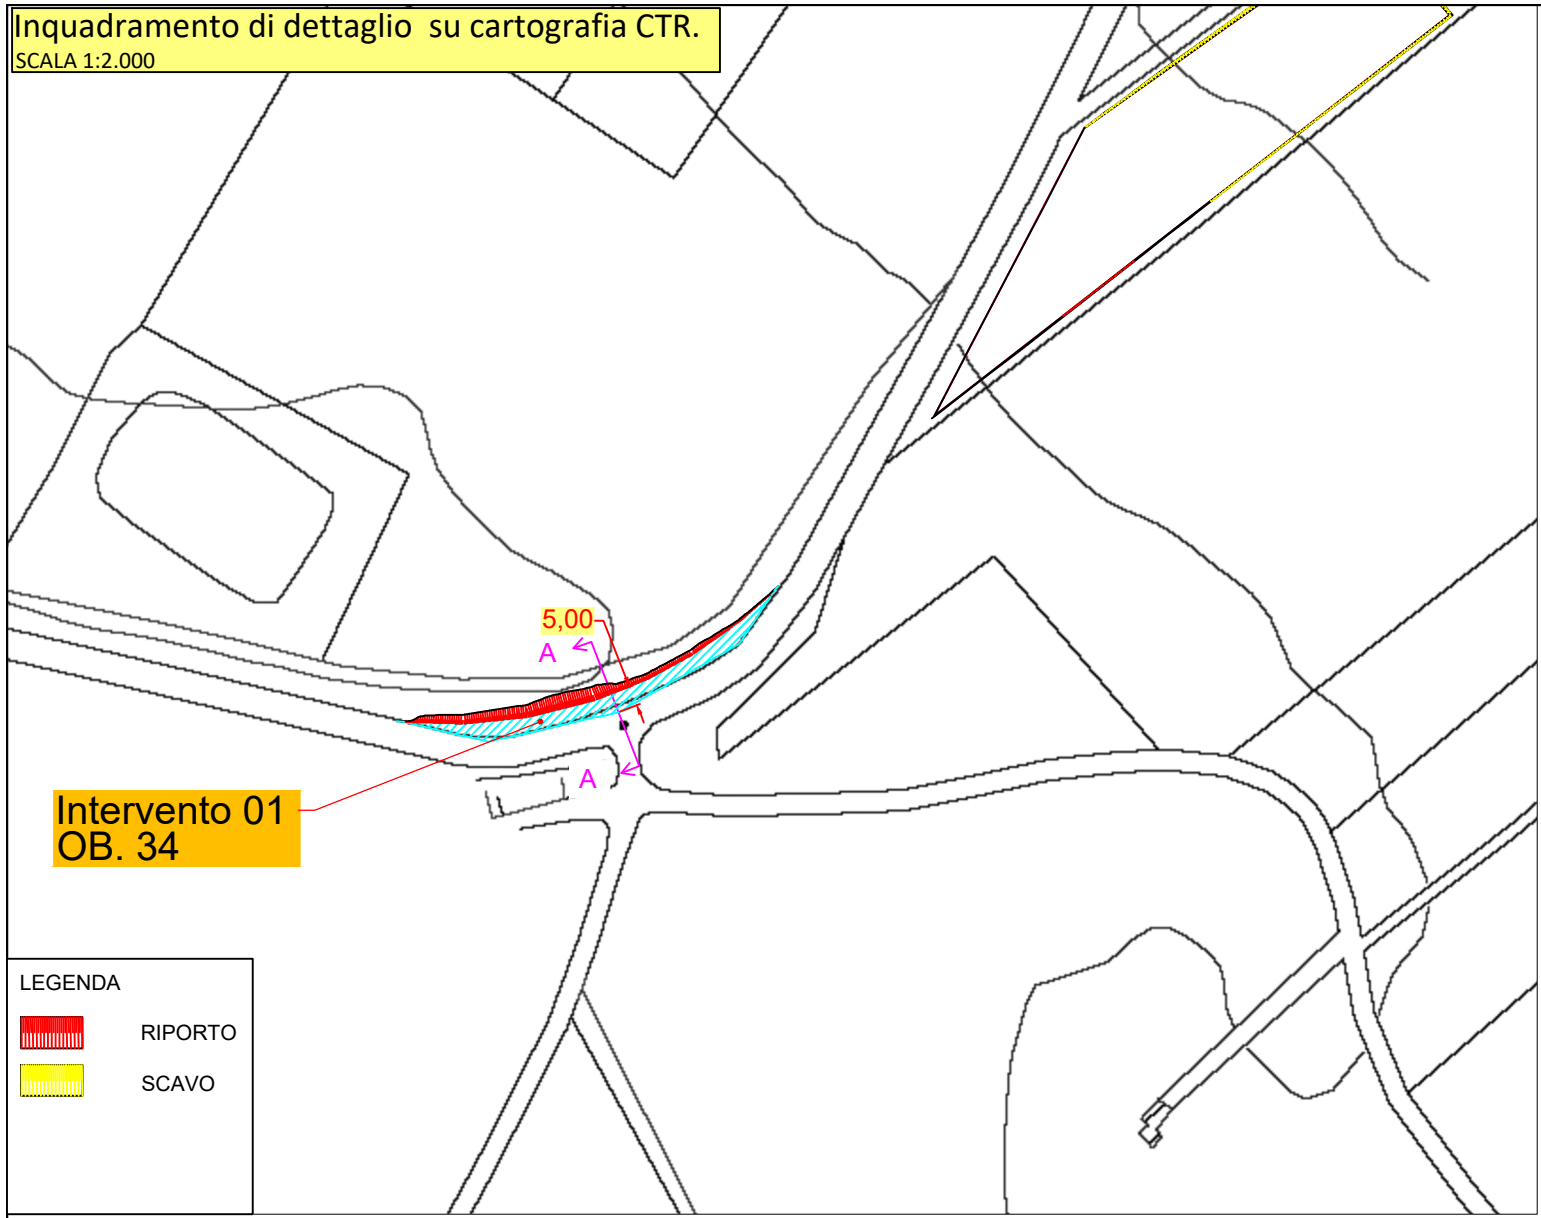 Inquadramento di dettaglio su cartografia CTR.
SCALA 1:2.000
5,00
A
A
Intervento 01
OB. 34
LEGENDA
RIPORTO
SCAVO